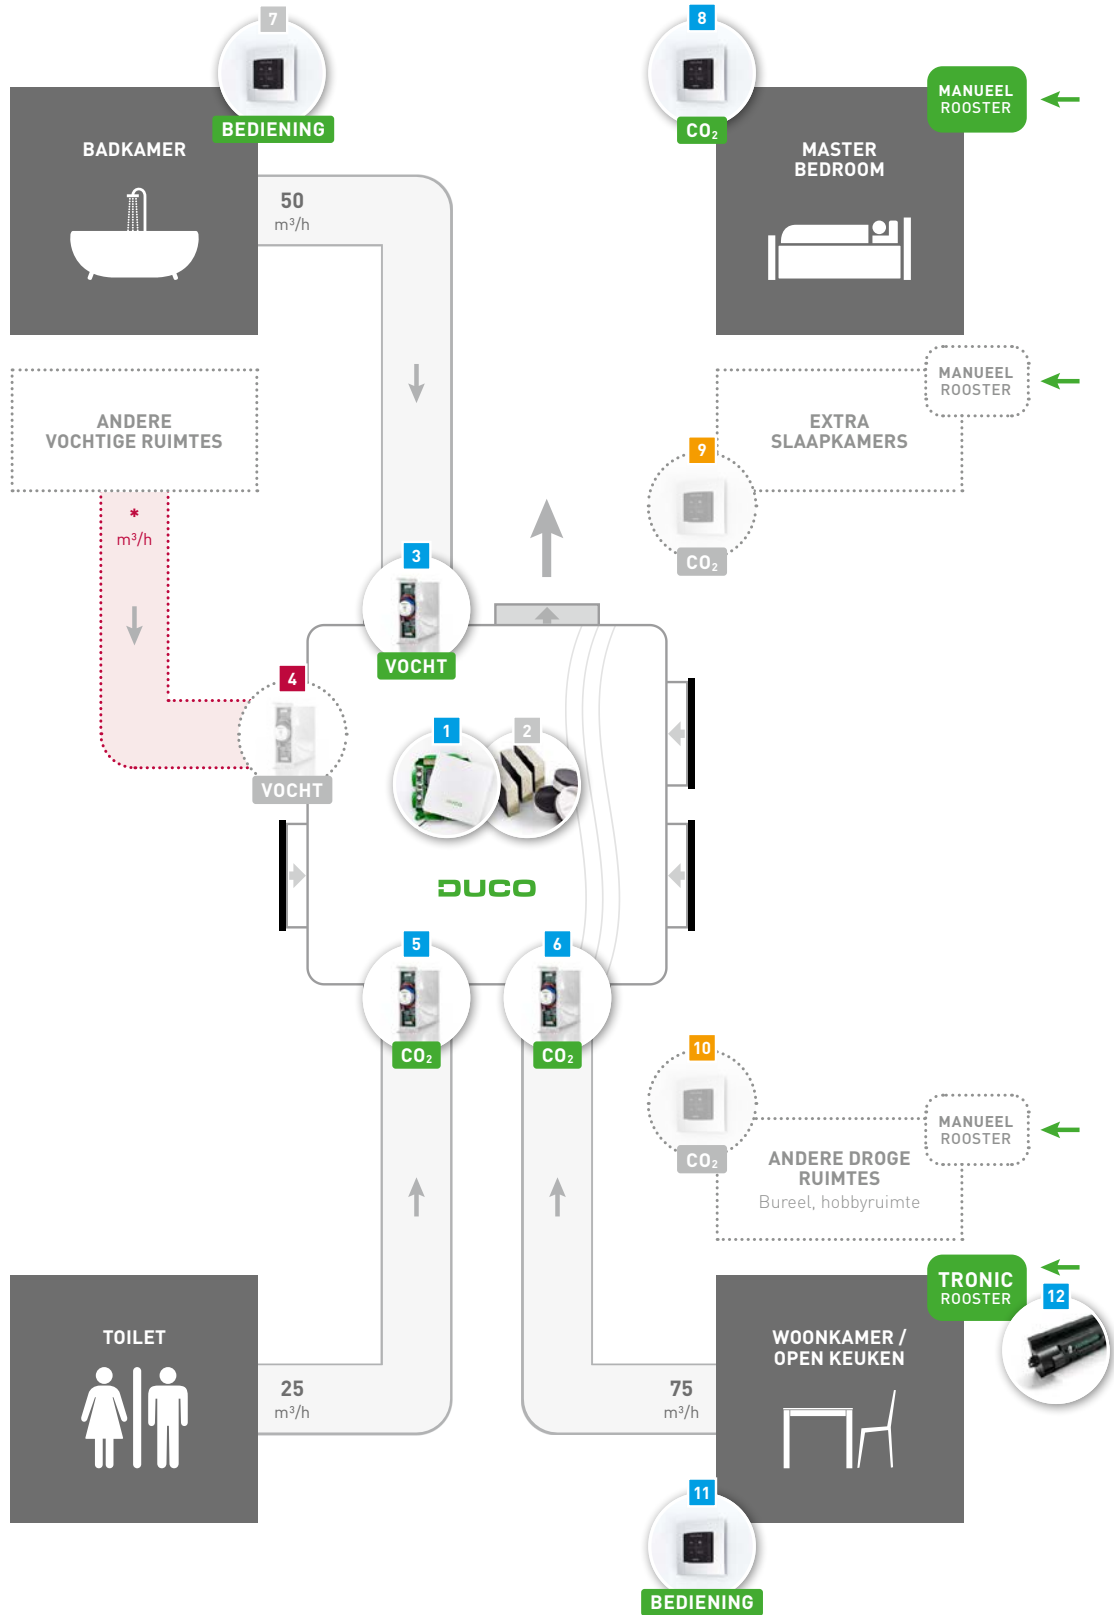 7
BEDIENING
BADKAMER
50
m³/h
8
CO₂
MANUEEL
ROOSTER
MASTER
BEDROOM
ANDERE
VOCHTIGE RUIMTES
*
m³/h
MANUEEL
ROOSTER
EXTRA
SLAAPKAMERS
9
CO₂
3
VOCHT
4
VOCHT
1
2
DUCO
5
CO₂
6
CO₂
10
CO₂
MANUEEL
ROOSTER
ANDERE DROGE
RUIMTES
Bureel, hobbyruimte
TOILET
25
m³/h
75
m³/h
TRONIC
ROOSTER
12
WOONKAMER /
OPEN KEUKEN
11
BEDIENING